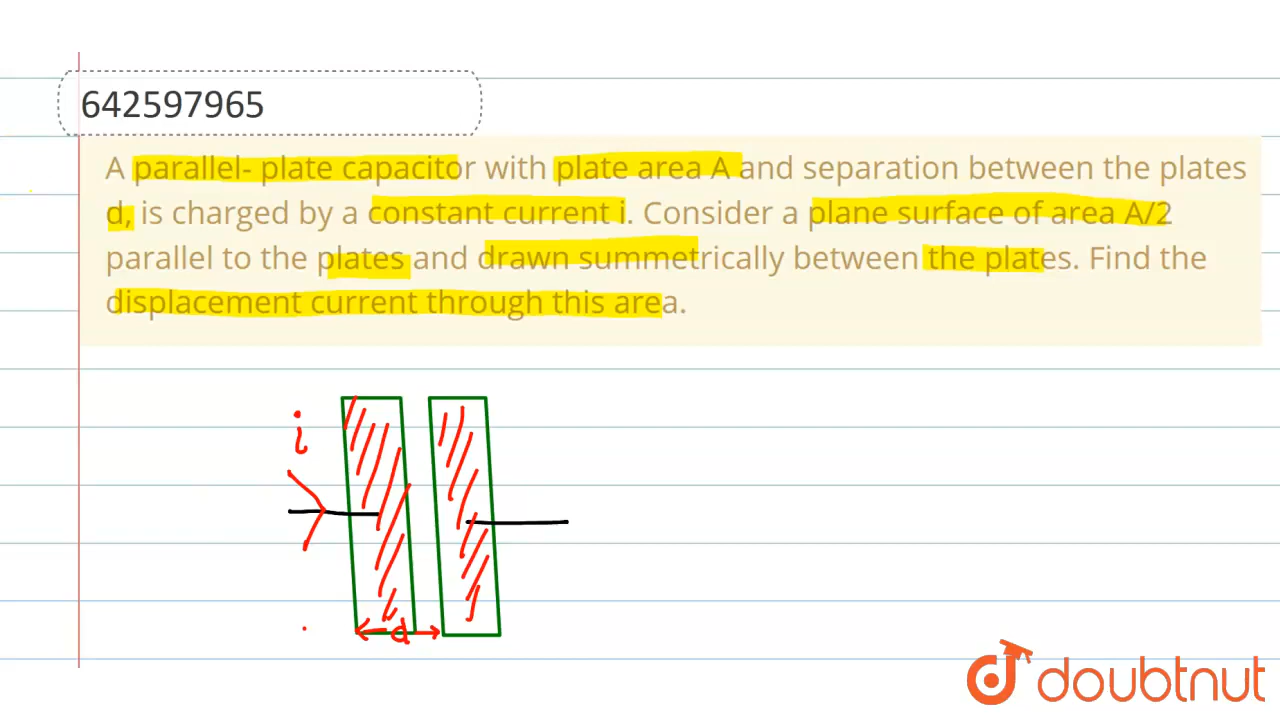 642597965
A parallel- plate capacitor with plate area A and separation between the plates
d, is charged by a constant current i. Consider a plane surface of area A/2
parallel to the plates and drawn summetrically between the plates. Find the
displacement current through this area.
i
d
doubtnut